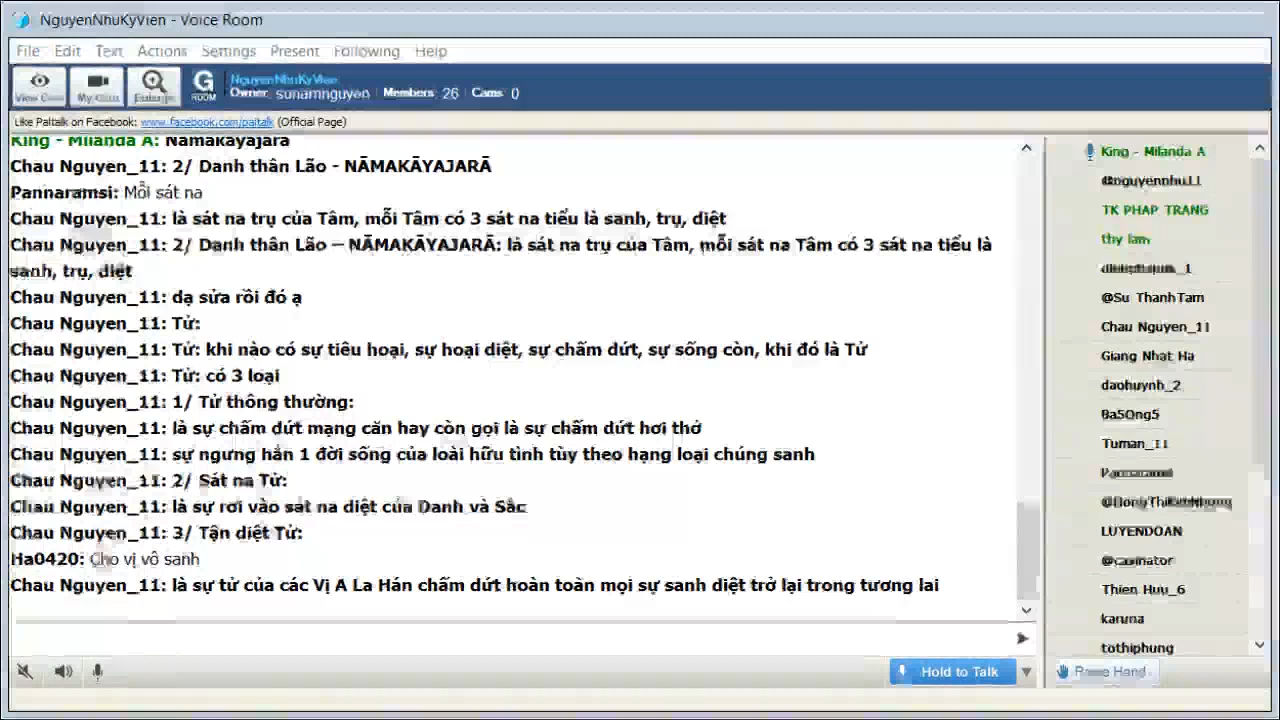 NguyenNhuKyVien - Voice Room
File Edit Text Actions Settings Present Following Help
View My Cam
G ROOM
NguyenNhuKyVien
Owner: sunamnguyen | Members: 26 | Cams: 0
Like Paltalk on Facebook: www.facebook.com/paltalk (Official Page)
King - Milanda A: Namakayajara
Chau Nguyen_11: 2/ Danh thân Lão - NĀMAKĀYAJARĀ
Pannaramsi: Mỗi sát na
Chau Nguyen_11: là sát na trụ của Tâm, mỗi Tâm có 3 sát na tiểu là sanh, trụ, diệt
Chau Nguyen_11: 2/ Danh thân Lão – NĀMAKĀYAJARĀ: là sát na trụ của Tâm, mỗi sát na Tâm có 3 sát na tiểu là
sanh, trụ, diệt
Chau Nguyen_11: dạ sửa rồi đó ạ
Chau Nguyen_11: Tử:
Chau Nguyen_11: Tử: khi nào có sự tiêu hoại, sự hoại diệt, sự chấm dứt, sự sống còn, khi đó là Tử
Chau Nguyen_11: Tử: có 3 loại
Chau Nguyen_11: 1/ Tử thông thường:
Chau Nguyen_11: là sự chấm dứt mạng căn hay còn gọi là sự chấm dứt hơi thở
Chau Nguyen_11: sự ngưng hẳn 1 đời sống của loài hữu tình tùy theo hạng loại chúng sanh
Chau Nguyen_11: 2/ Sát na Tử:
Chau Nguyen_11: là sự rơi vào sát na diệt của Danh và Sắc
Chau Nguyen_11: 3/ Tận diệt Tử:
Ha0420: Cho vị vô sanh
Chau Nguyen_11: là sự tử của các Vị A La Hán chấm dứt hoàn toàn mọi sự sanh diệt trở lại trong tương lai
King - Milanda A
@nguyennhu11
TK PHAP TRANG
thy lam
@Su ThanhTam
Chau Nguyen_11
Giang Nhat Ha
daohuynh_2
BaSOng5
Tuman_11
LUYENDOAN
Thien Huu_6
karuna
tothiphung
Hold to Talk
Hand